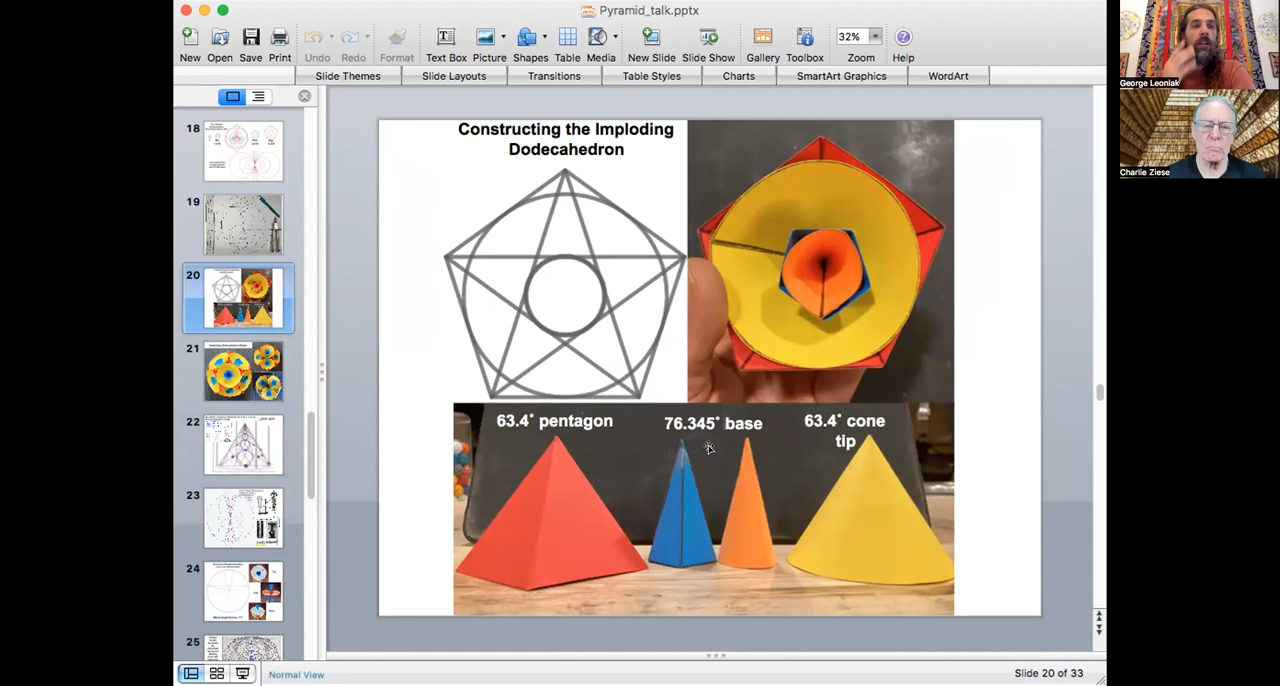 Pyramid_talk.pptx
New Open Save Print Undo Redo Format Text Box Picture Shapes Table Media New Slide Slide Show Gallery Toolbox 32% Zoom Help
Slide Themes Slide Layouts Transitions Table Styles Charts SmartArt Graphics WordArt
George Leoniak
Charlie Ziese
18
19
20
21
22
23
24
25
Constructing the Imploding
Dodecahedron
63.4˚ pentagon
76.345˚ base
63.4˚ cone
tip
Normal View
Slide 20 of 33